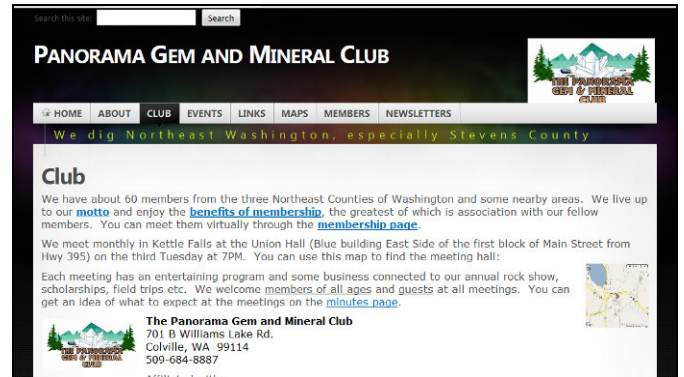 Search this site:
Search
PANORAMA GEM AND MINERAL CLUB
THE PANORAMA
GEM & MINERAL
CLUB
HOME ABOUT CLUB EVENTS LINKS MAPS MEMBERS NEWSLETTERS
We dig Northeast Washington, especially Stevens County
Club
We have about 60 members from the three Northeast Counties of Washington and some nearby areas. We live up
to our motto and enjoy the benefits of membership, the greatest of which is association with our fellow
members. You can meet them virtually through the membership page.
We meet monthly in Kettle Falls at the Union Hall (Blue building East Side of the first block of Main Street from
Hwy 395) on the third Tuesday at 7PM. You can use this map to find the meeting hall:
Each meeting has an entertaining program and some business connected to our annual rock show,
scholarships, field trips etc. We welcome members of all ages and guests at all meetings. You can
get an idea of what to expect at the meetings on the minutes page.
THE PANORAMA
GEM & MINERAL
CLUB
The Panorama Gem and Mineral Club
701 B Williams Lake Rd.
Colville, WA 99114
509-684-8887